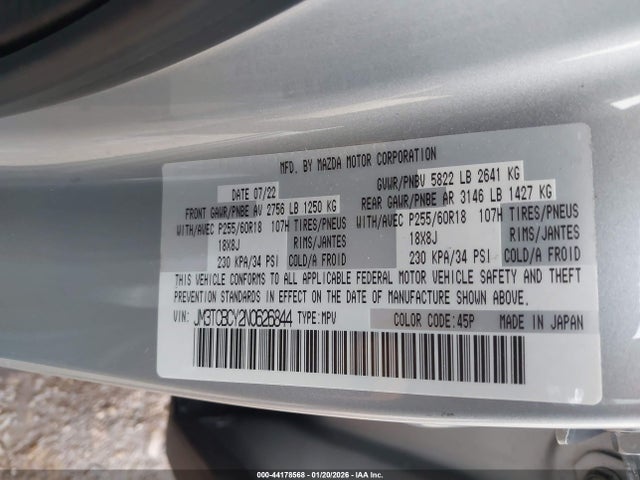 MFD. BY MAZDA MOTOR CORPORATION
DATE 07/22 GVWR/PNBV 5822 LB 2641 KG
FRONT GAWR/PNBE AV 2756 LB 1250 KG REAR GAWR/PNBE AR 3146 LB 1427 KG
WITH/AVEC P255/60R18 107H TIRES/PNEUS WITH/AVEC P255/60R18 107H TIRES/PNEUS
18X8J RIMS/JANTES 18X8J RIMS/JANTES
230 KPA/34 PSI COLD/A FROID 230 KPA/34 PSI COLD/A FROID
THIS VEHICLE CONFORMS TO ALL APPLICABLE FEDERAL MOTOR VEHICLE SAFETY AND THEFT
PREVENTION STANDARDS IN EFFECT ON THE DATE OF MANUFACTURE SHOWN ABOVE.
VIN: JM3TCBCY2N0626844 TYPE: MPV COLOR CODE: 45P MADE IN JAPAN
000-44178568 | 01/20/2026 | IAA Inc.